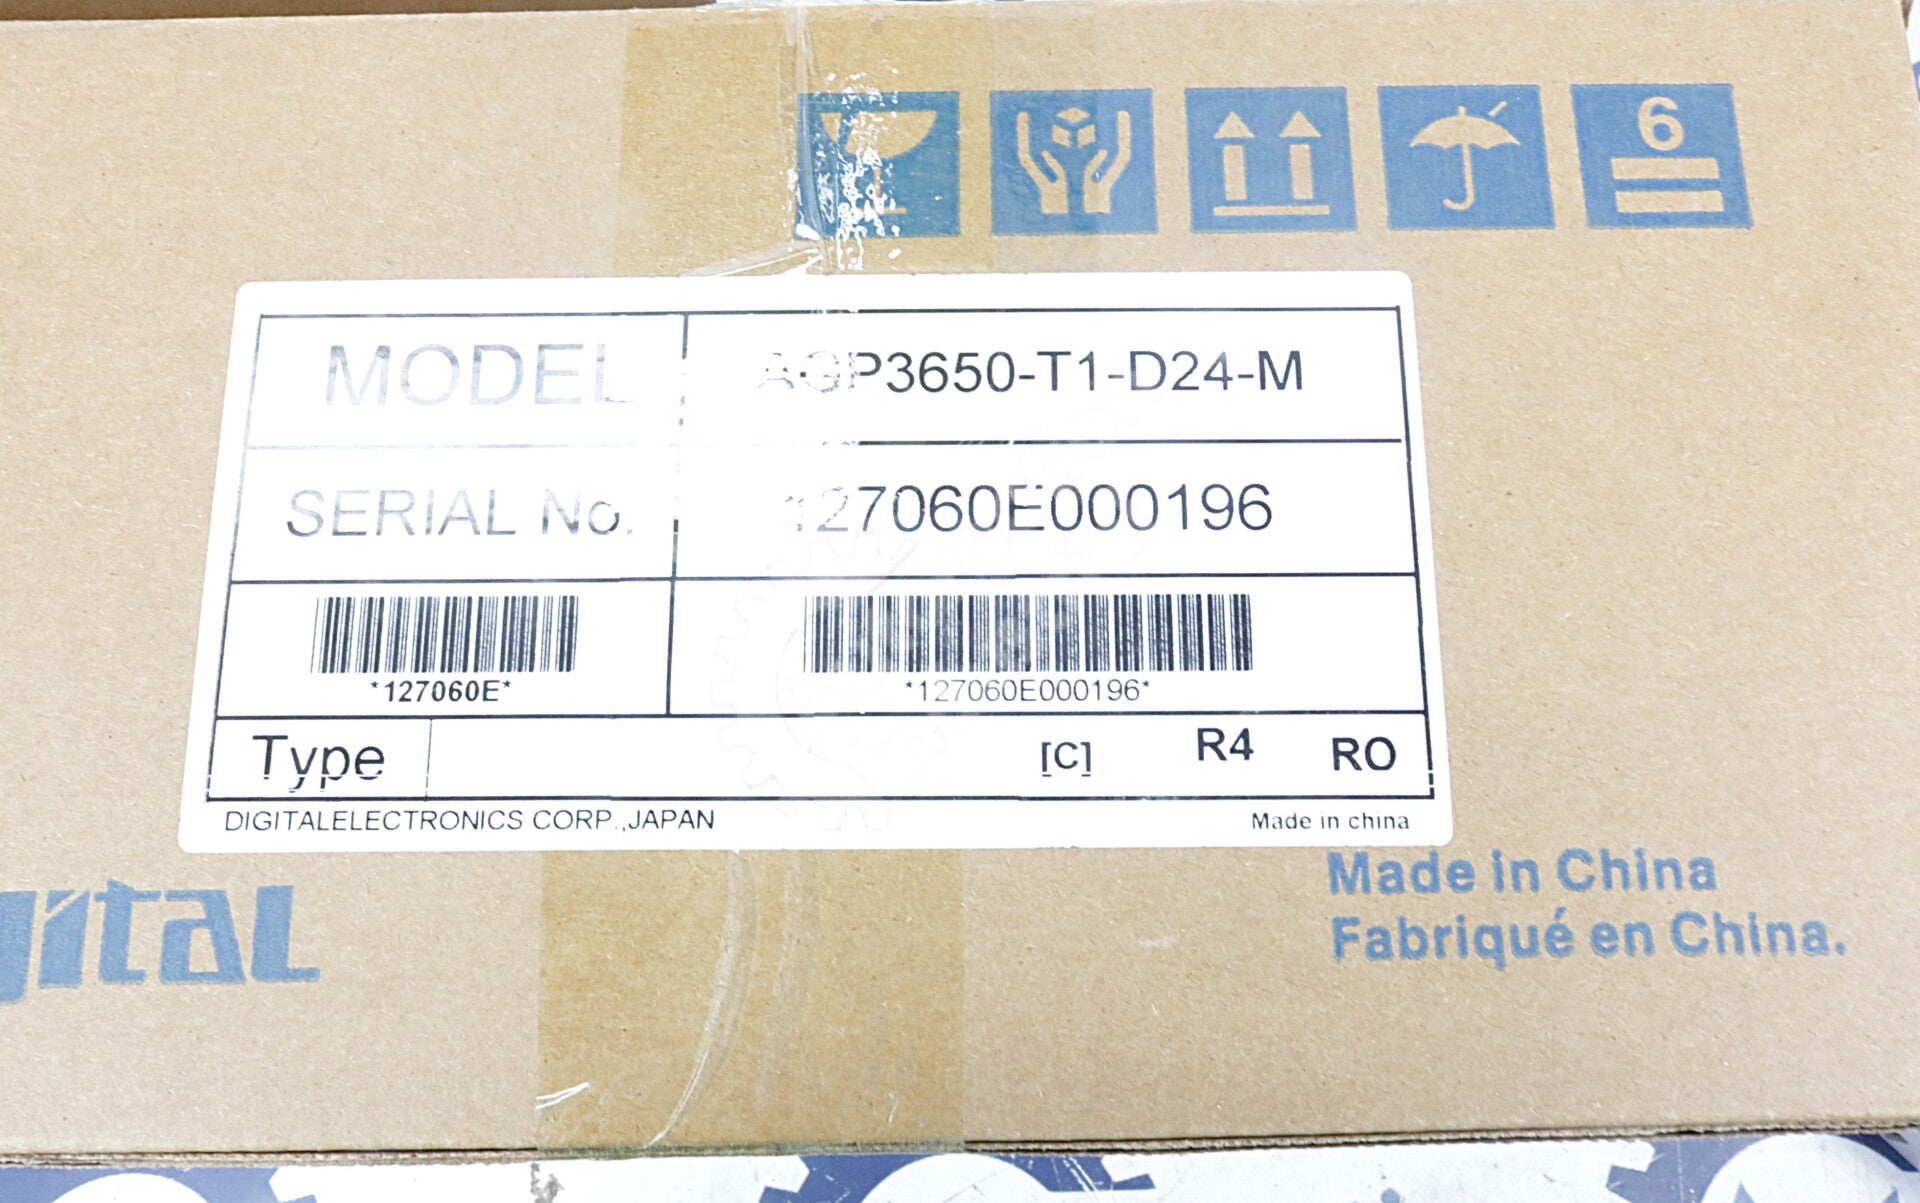 6
MODEL AGP3650-T1-D24-M
SERIAL No. 127060E000196
*127060E* *127060E000196*
Type [C] R4 RO
DIGITALELECTRONICS CORP.,JAPAN Made in china
gital
Made in China
Fabriqué en China.